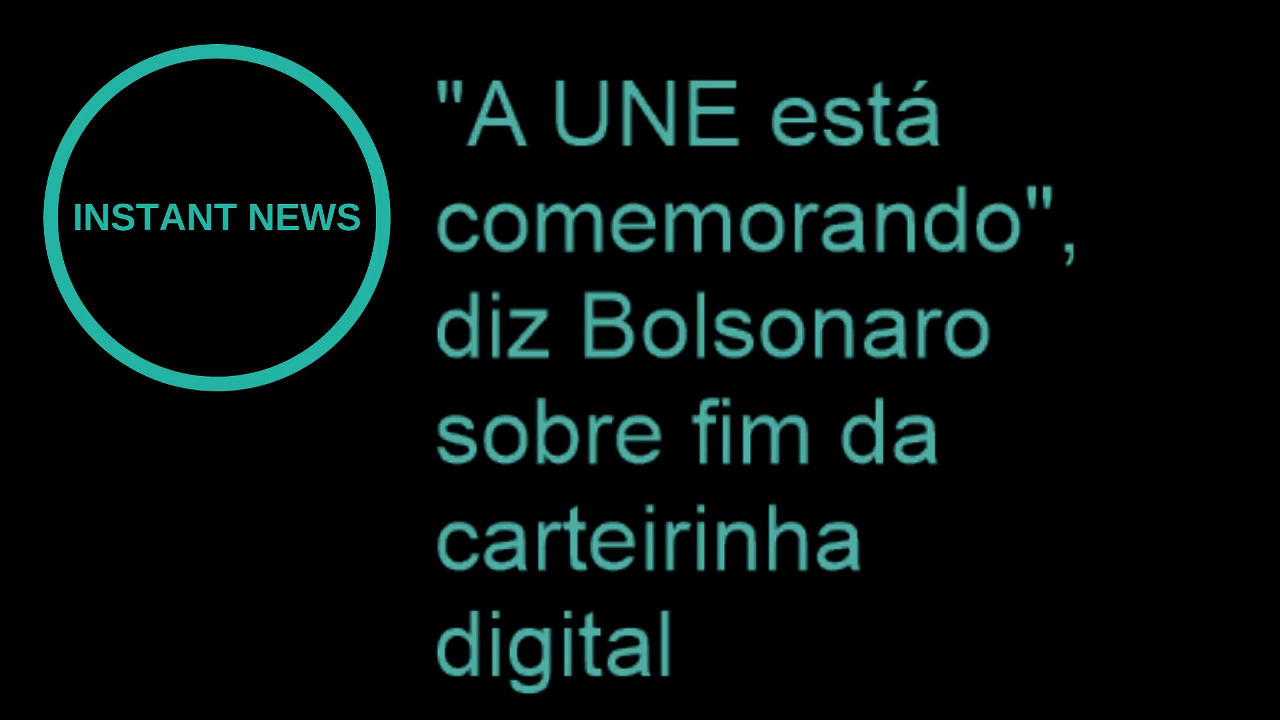 INSTANT NEWS
"A UNE está
comemorando",
diz Bolsonaro
sobre fim da
carteirinha
digital